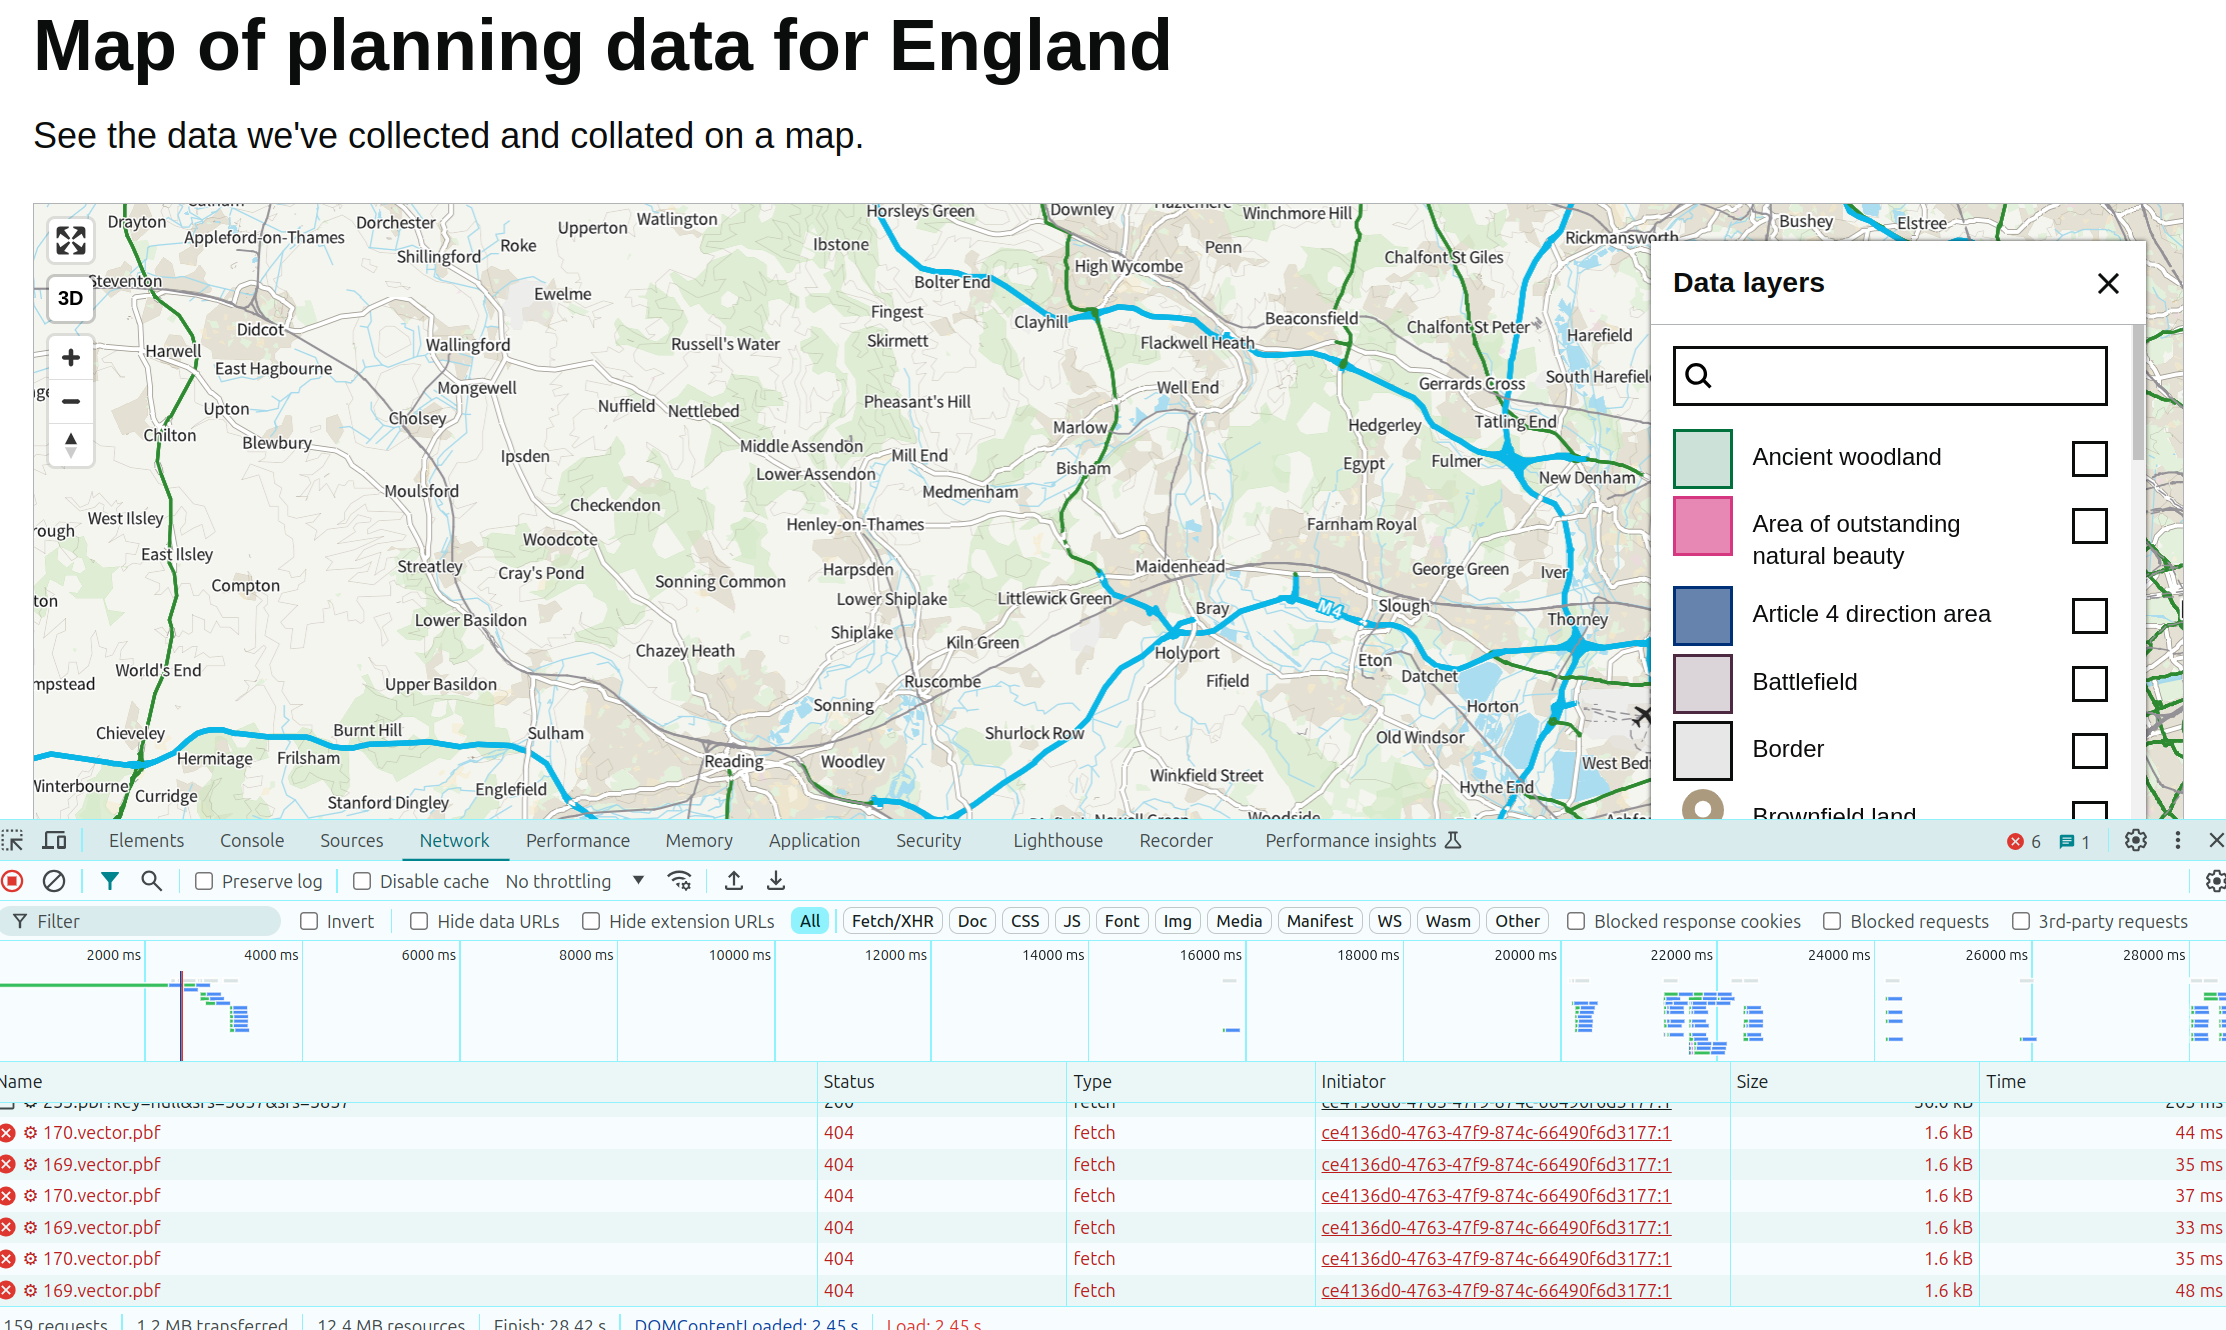 Map of planning data for England
See the data we've collected and collated on a map.
Drayton
Appleford-on-Thames
Dorchester
Shillingford
Roke
Upperton
Watlington
Ibstone
Horsleys Green
Downley
Winchmore Hill
Penn
Chalfont St Giles
Rickmansworth
Bushey
Elstree
3D
Steventon
Ewelme
Bolter End
High Wycombe
Fingest
Clayhill
Beaconsfield
Chalfont St Peter
Harefield
Didcot
Harwell
Wallingford
Russell's Water
Skirmett
Flackwell Heath
East Hagbourne
Mongewell
Well End
Gerrards Cross
South Harefiel
Upton
Cholsey
Nuffield
Nettlebed
Pheasant's Hill
Marlow
Hedgerley
Tatling End
Chilton
Blewbury
Middle Assendon
Mill End
Ipsden
Lower Assendon
Bisham
Egypt
Fulmer
New Denham
Moulsford
Medmenham
West Ilsley
Checkendon
Henley-on-Thames
Farnham Royal
rough
East Ilsley
Woodcote
Streatley
Cray's Pond
Sonning Common
Harpsden
Maidenhead
George Green
Iver
Compton
ton
Lower Shiplake
Littlewick Green
Bray
M4
Slough
Lower Basildon
Shiplake
Kiln Green
Thorney
Chazey Heath
Holyport
Eton
World's End
mpstead
Upper Basildon
Ruscombe
Fifield
Datchet
Sonning
Horton
Chieveley
Burnt Hill
Sulham
Shurlock Row
Old Windsor
Hermitage
Frilsham
Reading
Woodley
Winkfield Street
West Bed
Winterbourne
Curridge
Stanford Dingley
Englefield
Hythe End
Woodside
Data layers
Ancient woodland
Area of outstanding
natural beauty
Article 4 direction area
Battlefield
Border
Brownfield land
Elements
Console
Sources
Network
Performance
Memory
Application
Security
Lighthouse
Recorder
Performance insights
6
1
Preserve log
Disable cache
No throttling
Filter
Invert
Hide data URLs
Hide extension URLs
All
Fetch/XHR
Doc
CSS
JS
Font
Img
Media
Manifest
WS
Wasm
Other
Blocked response cookies
Blocked requests
3rd-party requests
2000 ms
4000 ms
6000 ms
8000 ms
10000 ms
12000 ms
14000 ms
16000 ms
18000 ms
20000 ms
22000 ms
24000 ms
26000 ms
28000 ms
Name Status Type Initiator Size Time
170.vector.pbf 404 fetch ce4136d0-4763-47f9-874c-66490f6d3177:1 1.6 kB 44 ms
169.vector.pbf 404 fetch ce4136d0-4763-47f9-874c-66490f6d3177:1 1.6 kB 35 ms
170.vector.pbf 404 fetch ce4136d0-4763-47f9-874c-66490f6d3177:1 1.6 kB 37 ms
169.vector.pbf 404 fetch ce4136d0-4763-47f9-874c-66490f6d3177:1 1.6 kB 33 ms
170.vector.pbf 404 fetch ce4136d0-4763-47f9-874c-66490f6d3177:1 1.6 kB 35 ms
169.vector.pbf 404 fetch ce4136d0-4763-47f9-874c-66490f6d3177:1 1.6 kB 48 ms
159 requests 1.2 MB transferred 12.4 MB resources Finish: 28.42 s DOMContentLoaded: 2.45 s Load: 2.45 s